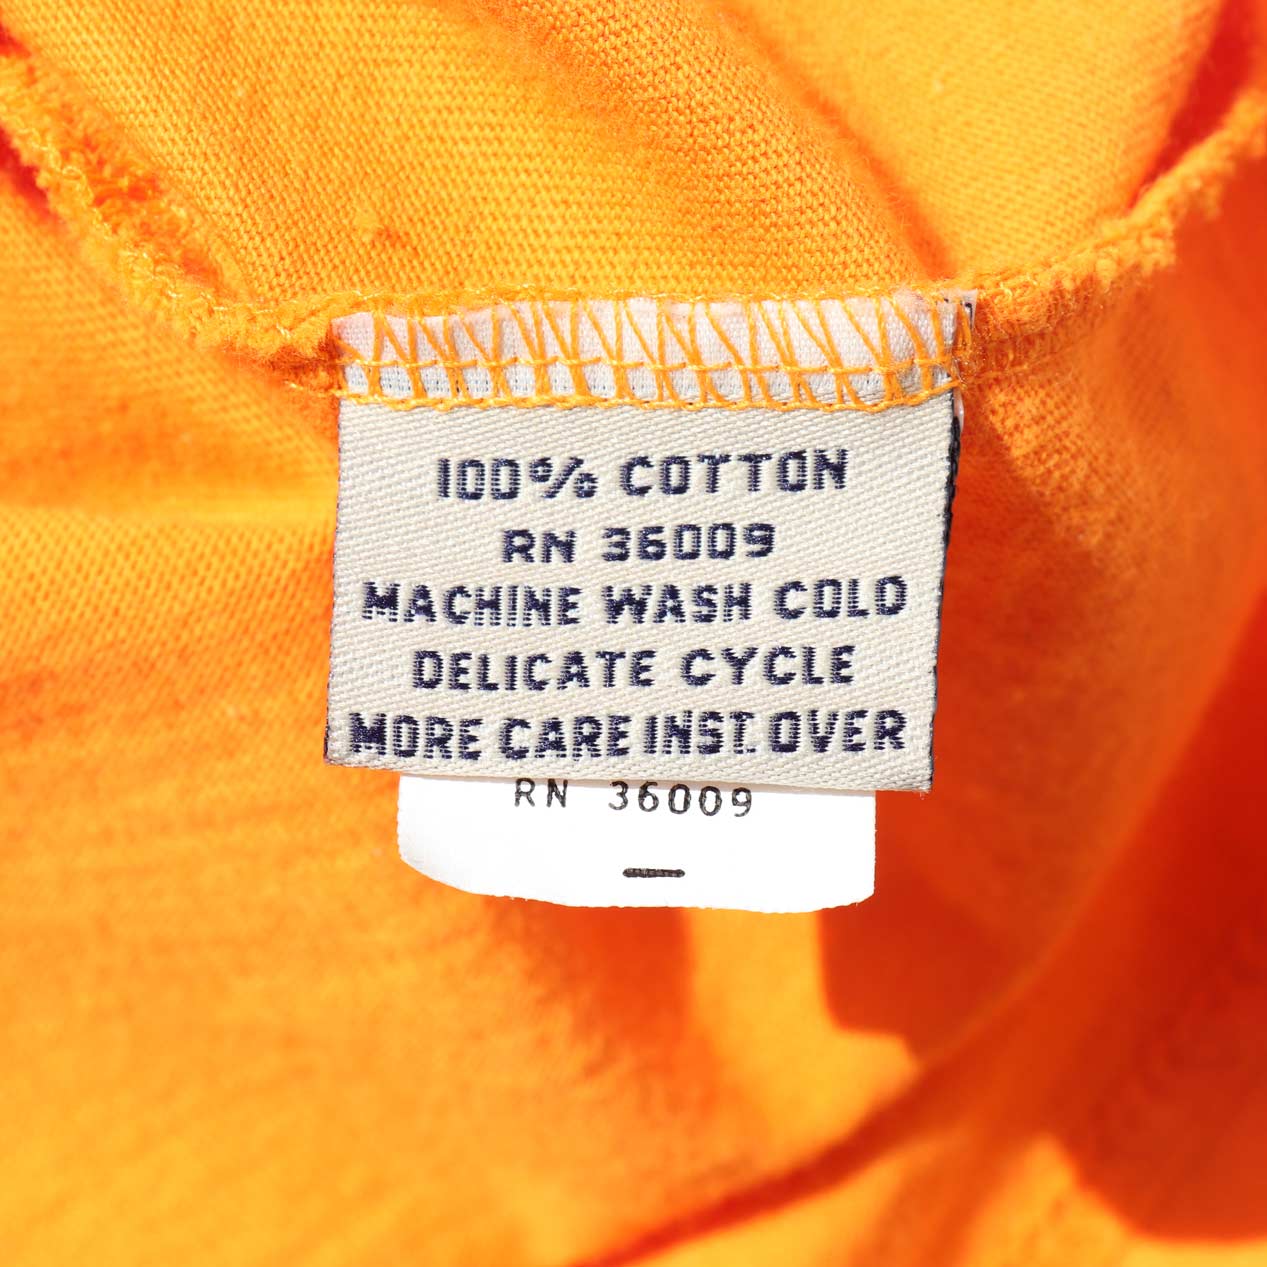 100% COTTON
RN 36009
MACHINE WASH COLD
DELICATE CYCLE
MORE CARE INST. OVER
RN 36009
—